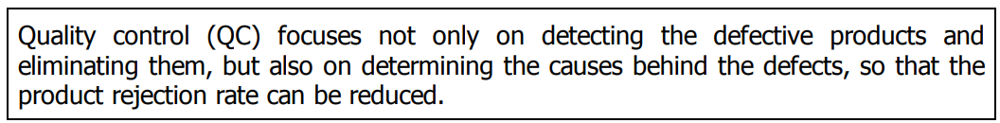 Quality control (QC) focuses not only on detecting the defective products and
eliminating them, but also on determining the causes behind the defects, so that the
product rejection rate can be reduced.